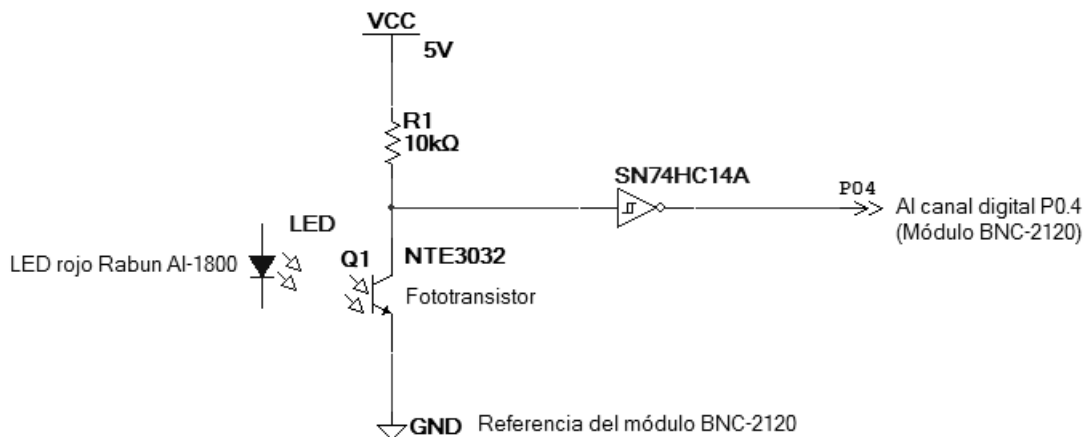 VCC
5V
R1
10kΩ
SN74HC14A
P04
Al canal digital P0.4
(Módulo BNC-2120)
LED
LED rojo Rabun AI-1800
Q1
NTE3032
Fototransistor
GND
Referencia del módulo BNC-2120